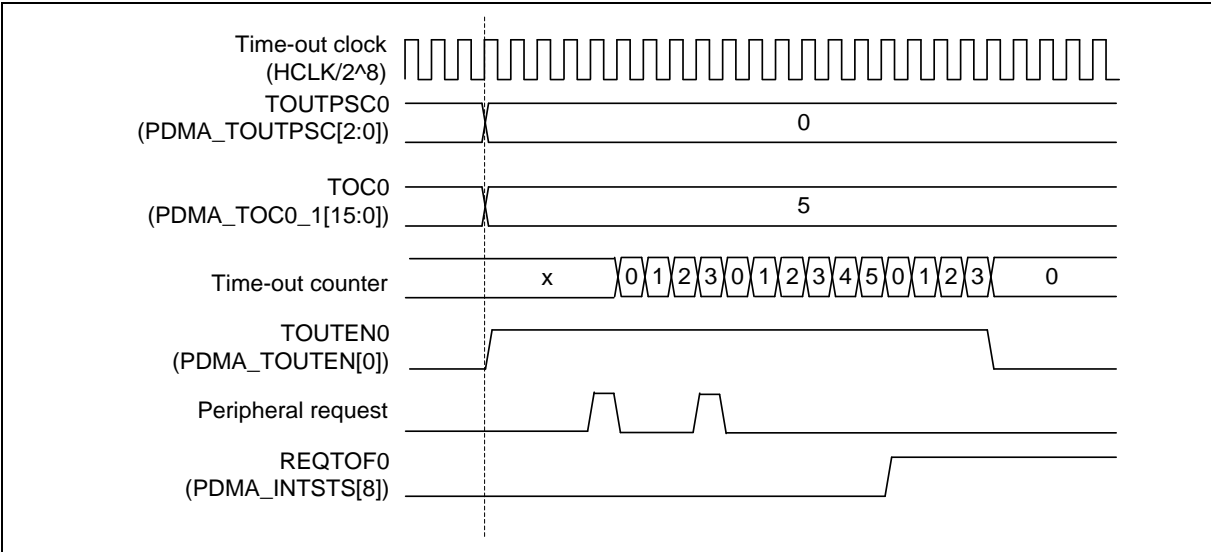 Time-out clock
(HCLK/2^8)
TOUTPSC0
(PDMA_TOUTPSC[2:0])
0
TOC0
(PDMA_TOC0_1[15:0])
5
Time-out counter
x 0 1 2 3 0 1 2 3 4 5 0 1 2 3 0
TOUTEN0
(PDMA_TOUTEN[0])
Peripheral request
REQTOF0
(PDMA_INTSTS[8])